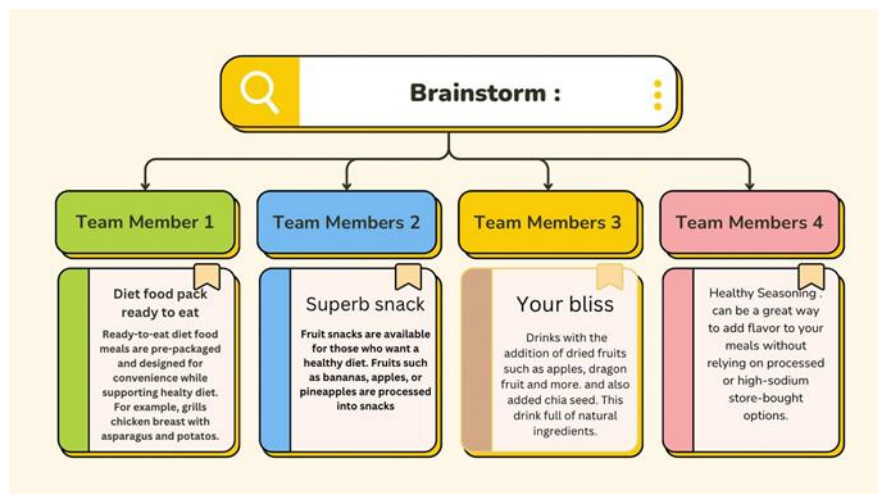 Brainstorm :
Team Member 1
Team Members 2
Team Members 3
Team Members 4
Diet food pack
ready to eat
Ready-to-eat diet food
meals are pre-packaged
and designed for
convenience while
supporting healty diet.
For example, grills
chicken breast with
asparagus and potatos.
Superb snack
Fruit snacks are available
for those who want a
healthy diet. Fruits such
as bananas, apples, or
pineapples are processed
into snacks
Your bliss
Drinks with the
addition of dried fruits
such as apples, dragon
fruit and more. and also
added chia seed. This
drink full of natural
ingredients.
Healthy Seasoning .
can be a great way
to add flavor to your
meals without
relying on processed
or high-sodium
store-bought
options.